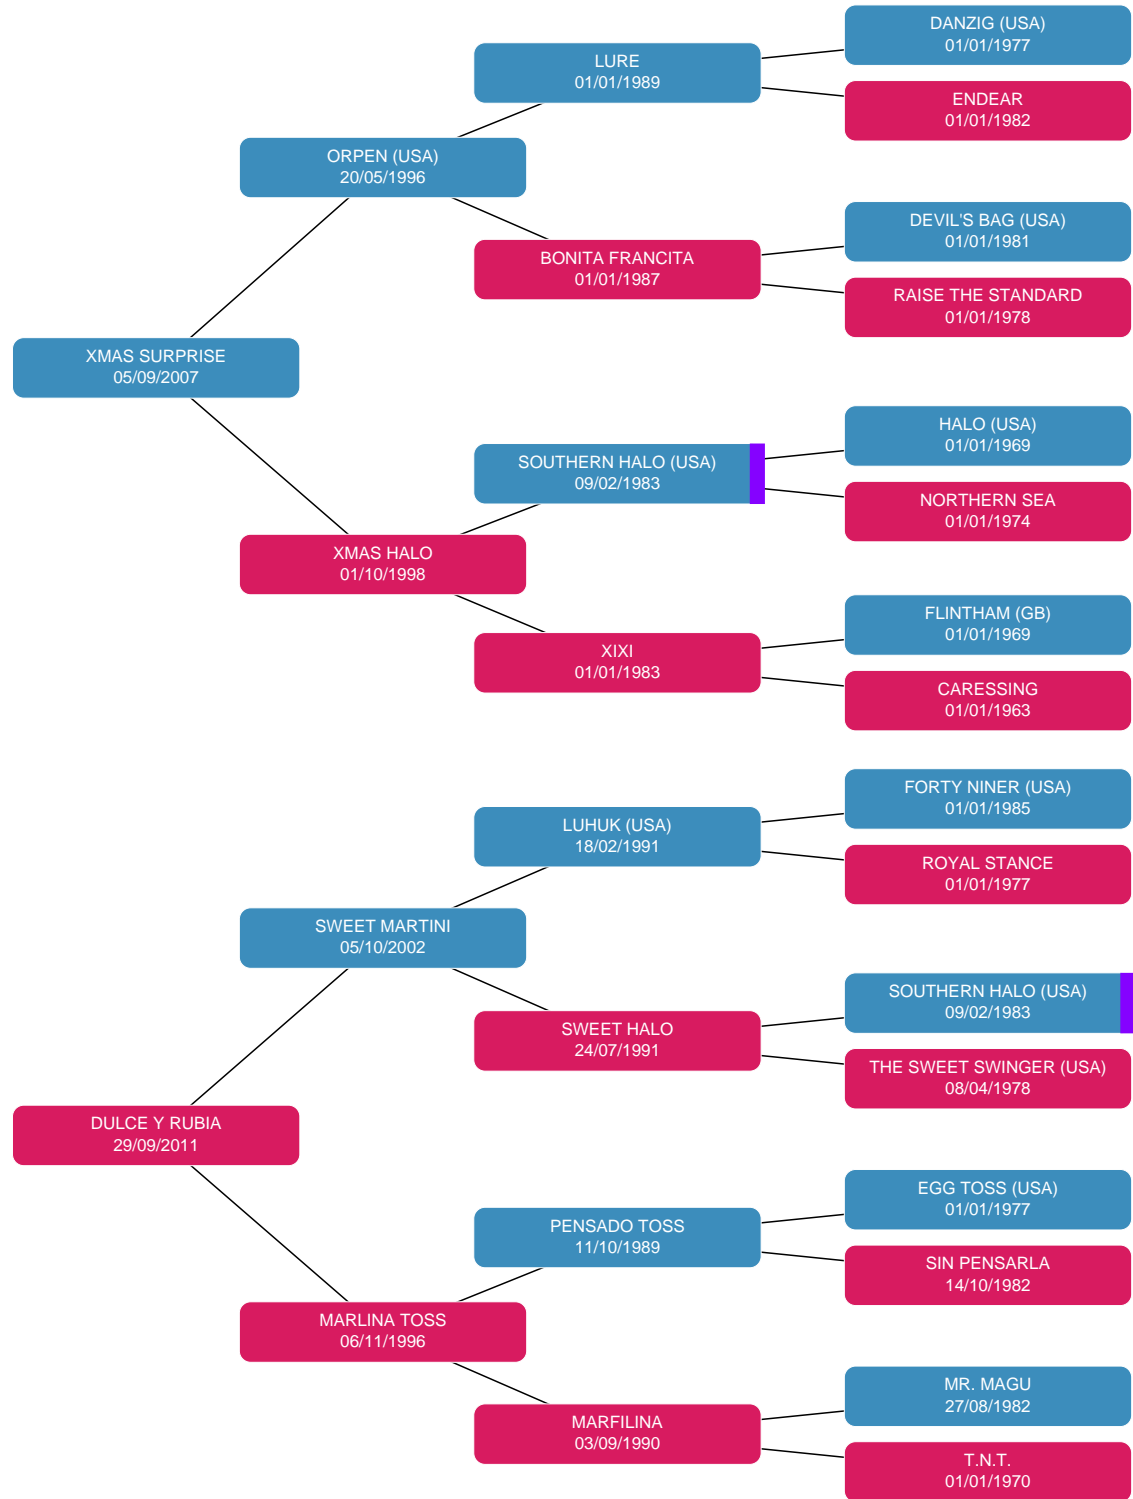 DANZIG (USA)
01/01/1977
LURE
01/01/1989
ENDEAR
01/01/1982
ORPEN (USA)
20/05/1996
DEVIL'S BAG (USA)
01/01/1981
BONITA FRANCITA
01/01/1987
RAISE THE STANDARD
01/01/1978
XMAS SURPRISE
05/09/2007
HALO (USA)
01/01/1969
SOUTHERN HALO (USA)
09/02/1983
NORTHERN SEA
01/01/1974
XMAS HALO
01/10/1998
FLINTHAM (GB)
01/01/1969
XIXI
01/01/1983
CARESSING
01/01/1963
FORTY NINER (USA)
01/01/1985
LUHUK (USA)
18/02/1991
ROYAL STANCE
01/01/1977
SWEET MARTINI
05/10/2002
SOUTHERN HALO (USA)
09/02/1983
SWEET HALO
24/07/1991
THE SWEET SWINGER (USA)
08/04/1978
DULCE Y RUBIA
29/09/2011
EGG TOSS (USA)
01/01/1977
PENSADO TOSS
11/10/1989
SIN PENSARLA
14/10/1982
MARLINA TOSS
06/11/1996
MR. MAGU
27/08/1982
MARFILINA
03/09/1990
T.N.T.
01/01/1970